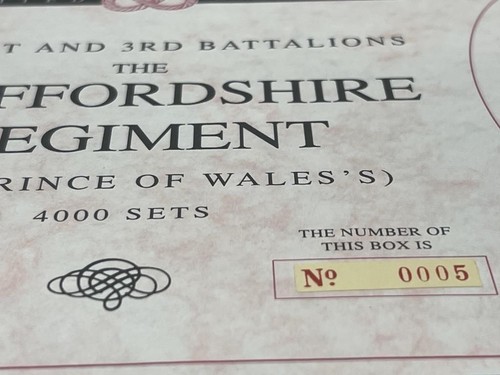 T AND 3RD BATTALIONS
THE
FFORDSHIRE
EGIMENT
RINCE OF WALES'S)
4000 SETS
THE NUMBER OF
THIS BOX IS
Nº 0005